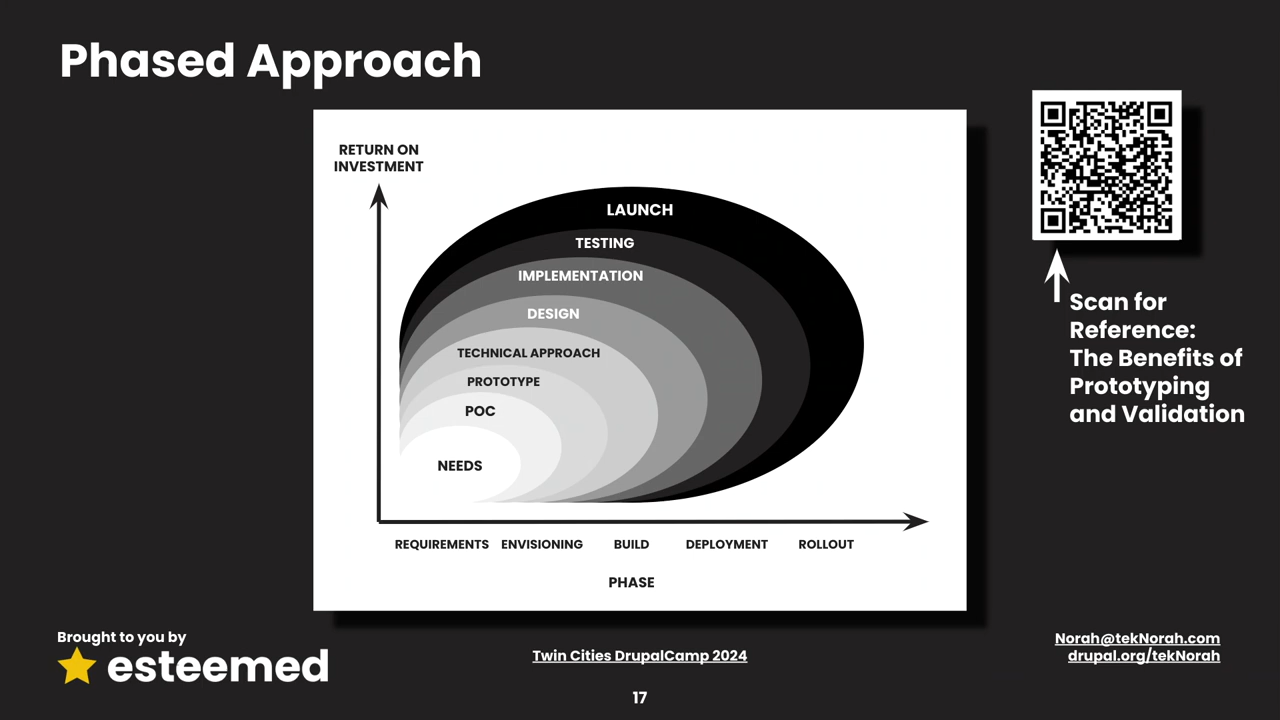 Phased Approach
RETURN ON
INVESTMENT
LAUNCH
TESTING
IMPLEMENTATION
DESIGN
TECHNICAL APPROACH
PROTOTYPE
POC
NEEDS
REQUIREMENTS ENVISIONING BUILD DEPLOYMENT ROLLOUT
PHASE
Scan for
Reference:
The Benefits of
Prototyping
and Validation
Brought to you by
esteemed
Twin Cities DrupalCamp 2024
17
Norah@tekNorah.com
drupal.org/tekNorah